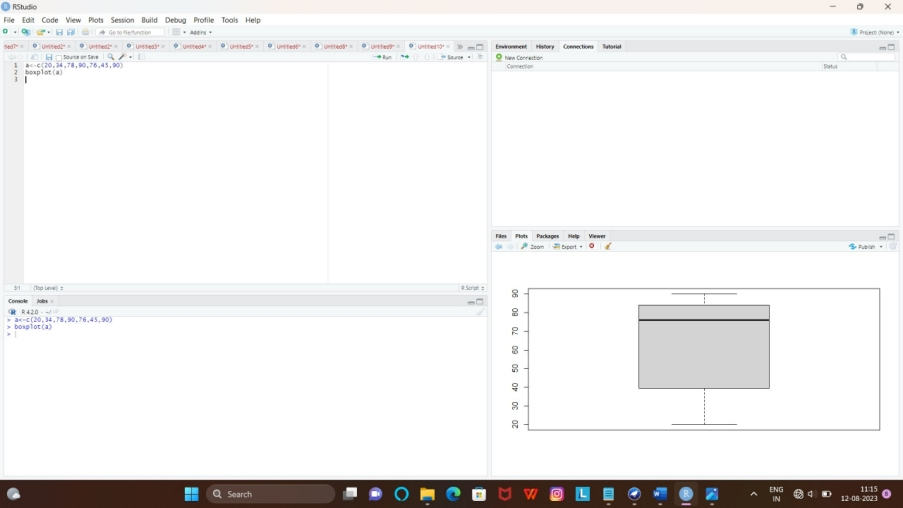 RStudio
File Edit Code View Plots Session Build Debug Profile Tools Help
Go to file/function Addins Project: (None)
tled7* Untitled2* Untitled2* Untitled3* Untitled4* Untitled5* Untitled6* Untitled8* Untitled9* Untitled10*
Source on Save Run Source
1 a<-c(20,34,78,90,76,45,90)
2 boxplot(a)
3
3:1 (Top Level) R Script
Console Jobs
R 4.2.0 · ~/
> a<-c(20,34,78,90,76,45,90)
> boxplot(a)
>
Environment History Connections Tutorial
New Connection
Connection Status
Files Plots Packages Help Viewer
Zoom Export Publish
90
80
70
60
50
40
30
20
Search
ENG
IN
11:15
12-08-2023